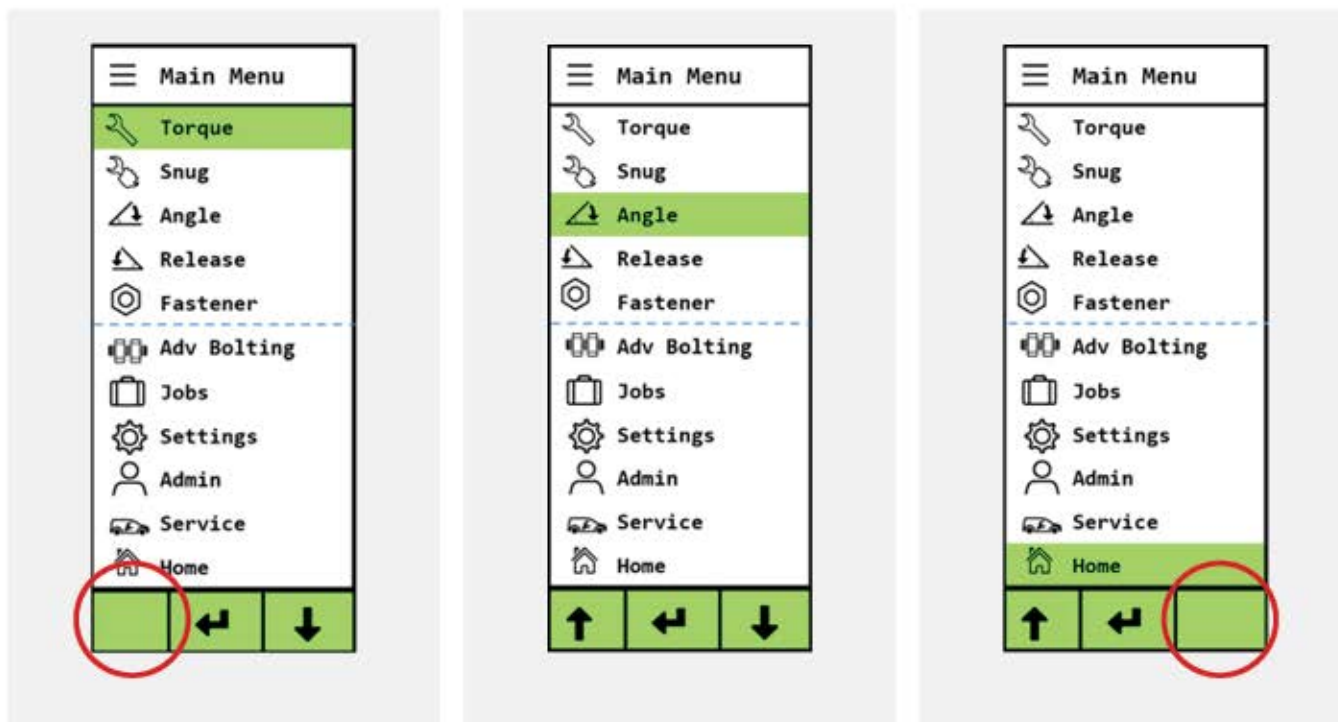 Main Menu
Torque
Snug
Angle
Release
Fastener
Adv Bolting
Jobs
Settings
Admin
Service
Home
Main Menu
Torque
Snug
Angle
Release
Fastener
Adv Bolting
Jobs
Settings
Admin
Service
Home
Main Menu
Torque
Snug
Angle
Release
Fastener
Adv Bolting
Jobs
Settings
Admin
Service
Home